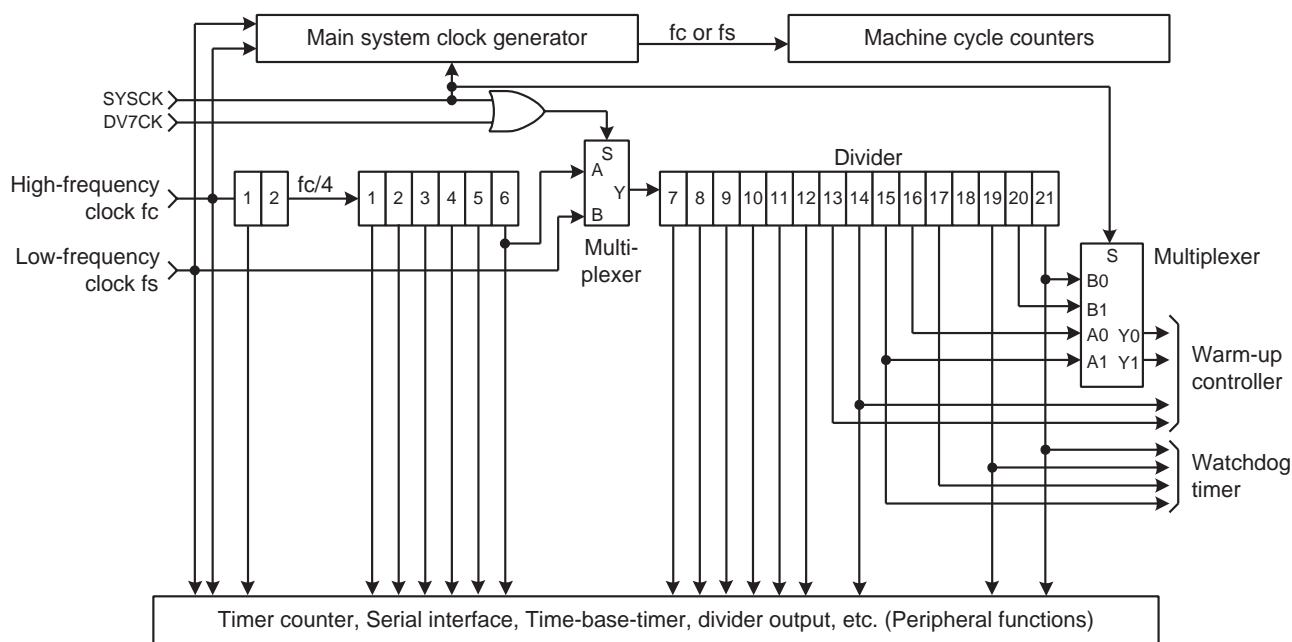 Main system clock generator
fc or fs
Machine cycle counters
SYSCK
DV7CK
High-frequency
clock fc
Low-frequency
clock fs
1 2
fc/4
1 2 3 4 5 6
S
A
Y
B
Multi-
plexer
Divider
7 8 9 10 11 12 13 14 15 16 17 18 19 20 21
S
B0
B1
A0 Y0
A1 Y1
Multiplexer
Warm-up
controller
Watchdog
timer
Timer counter, Serial interface, Time-base-timer, divider output, etc. (Peripheral functions)